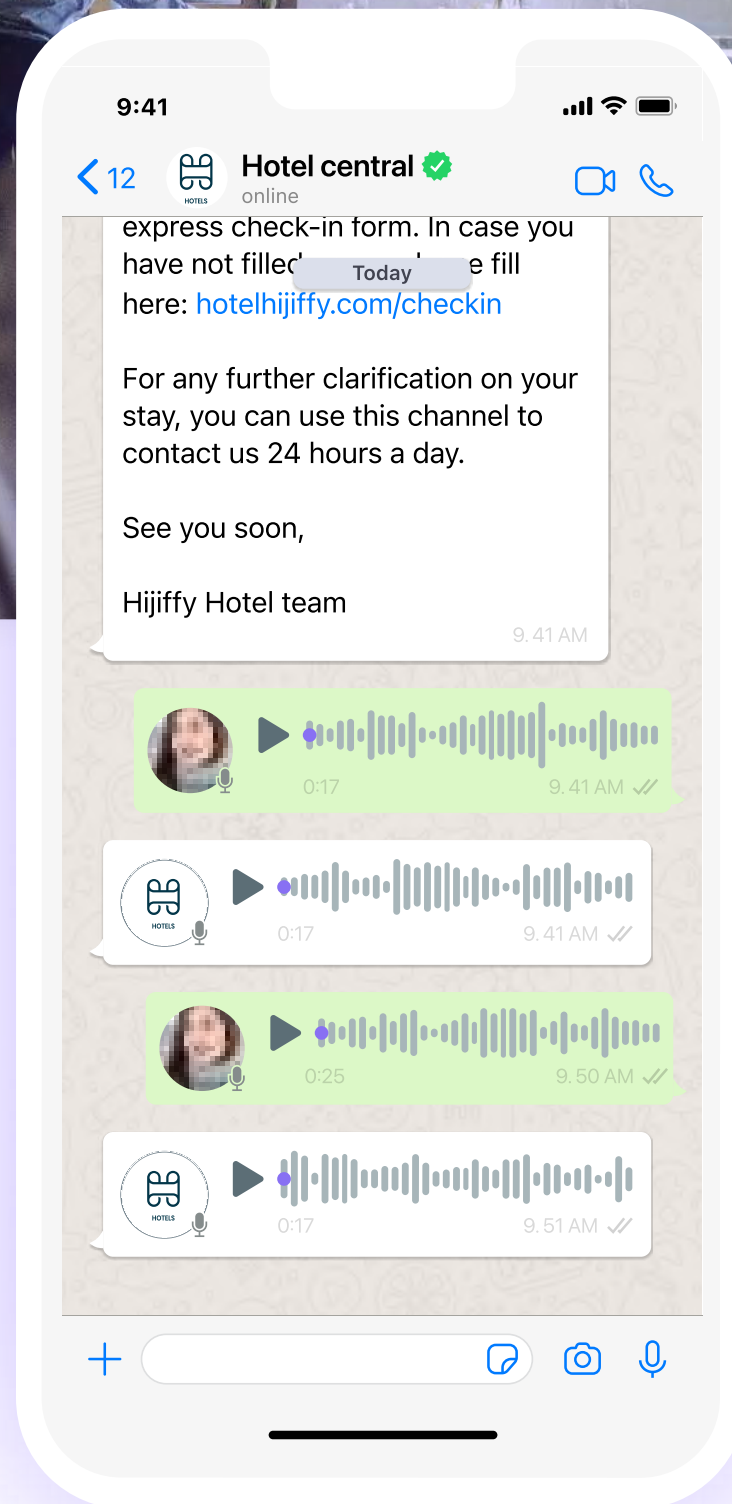 9:41
12
HOTELS
Hotel central
online
express check-in form. In case you
have not filled e fill
Today
here: hotelhijiffy.com/checkin
For any further clarification on your
stay, you can use this channel to
contact us 24 hours a day.
See you soon,
Hijiffy Hotel team
9.41 AM
0:17 9.41 AM
HOTELS
0:17 9.41 AM
0:25 9.50 AM
HOTELS
0:17 9.51 AM